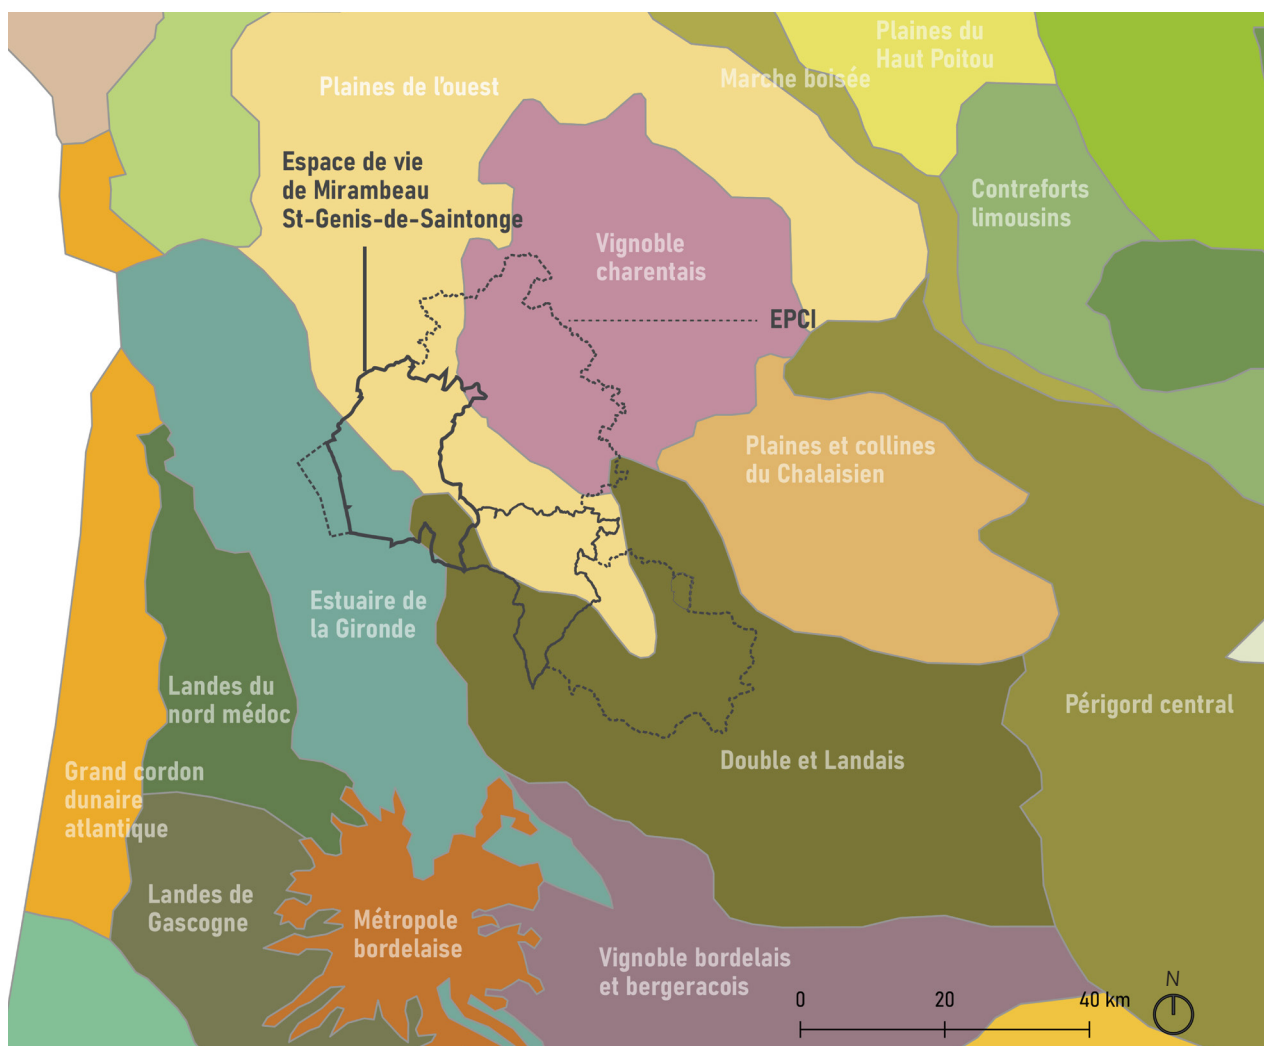 Plaines du
Haut Poitou
Marche boisée
Plaines de l'ouest
Espace de vie
de Mirambeau
St-Genis-de-Saintonge
Contreforts
limousins
Vignoble
charentais
EPCI
Plaines et collines
du Chalaisien
Estuaire de
la Gironde
Landes du
nord médoc
Périgord central
Double et Landais
Grand cordon
dunaire
atlantique
Landes de
Gascogne
Métropole
bordelaise
Vignoble bordelais
et bergeracois
N
0 20 40 km